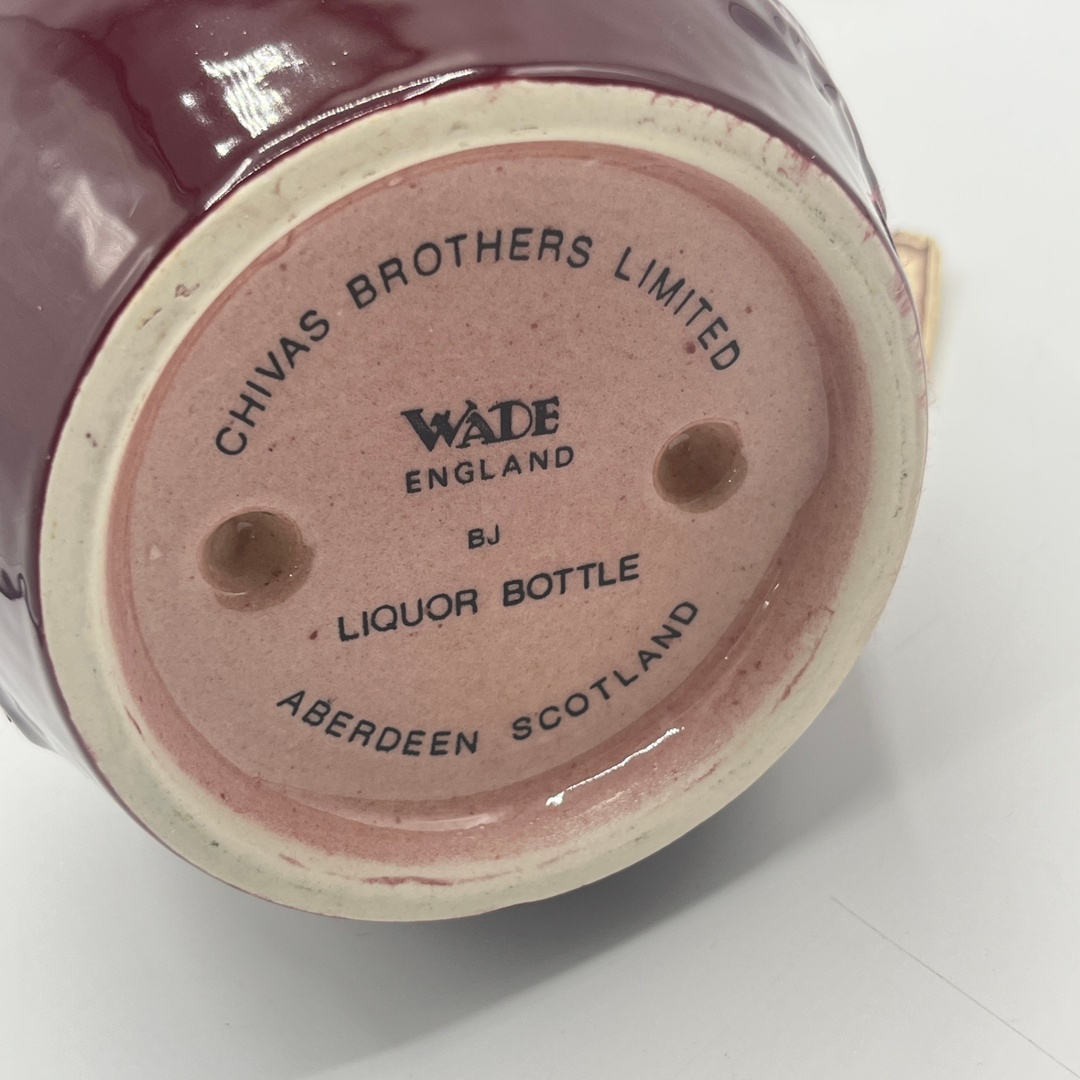 CHIVAS BROTHERS LIMITED
WADE
ENGLAND
BJ
LIQUOR BOTTLE
ABERDEEN SCOTLAND